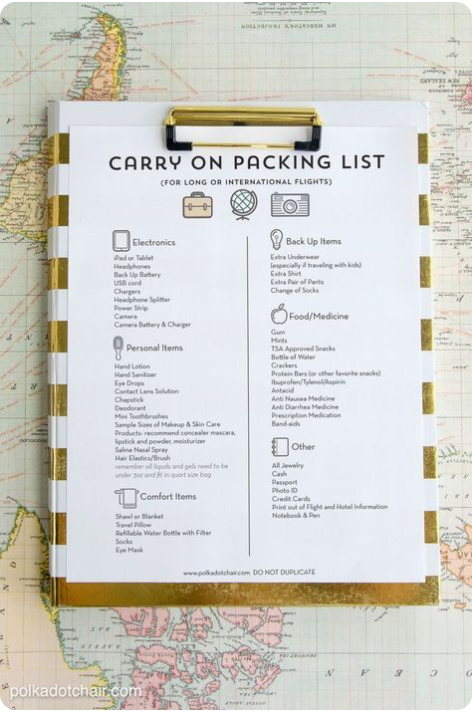 CARRY ON PACKING LIST
(FOR LONG OR INTERNATIONAL FLIGHTS)
Electronics
iPad or Tablet
Headphones
Back Up Battery
USB cord
Chargers
Headphone Splitter
Power Strip
Camera
Camera Battery & Charger
Personal Items
Hand Lotion
Hand Sanitizer
Eye Drops
Contact Lens Solution
Chapstick
Deodorant
Mini Toothbrushes
Sample Sizes of Makeup & Skin Care
Products: recommend concealer mascara,
lipstick and powder, moisturizer
Saline Nasal Spray
Hair Elastics/Brush
remember all liquids and gels need to be
under 3oz and fit in quart size bag
Comfort Items
Shawl or Blanket
Travel Pillow
Refillable Water Bottle with Filter
Socks
Eye Mask
Back Up Items
Extra Underwear
(especially if traveling with kids)
Extra Shirt
Extra Pair of Pants
Change of Socks
Food/Medicine
Gum
Mints
TSA Approved Snacks
Bottle of Water
Crackers
Protein Bars (or other favorite snacks)
Ibuprofen/Tylenol/Aspirin
Antacid
Anti Nausea Medicine
Anti Diarrhea Medicine
Prescription Medication
Band-aids
Other
All Jewelry
Cash
Passport
Photo ID
Credit Cards
Print out of Flight and Hotel Information
Notebook & Pen
www.polkadotchair.com DO NOT DUPLICATE
polkadotchair.com